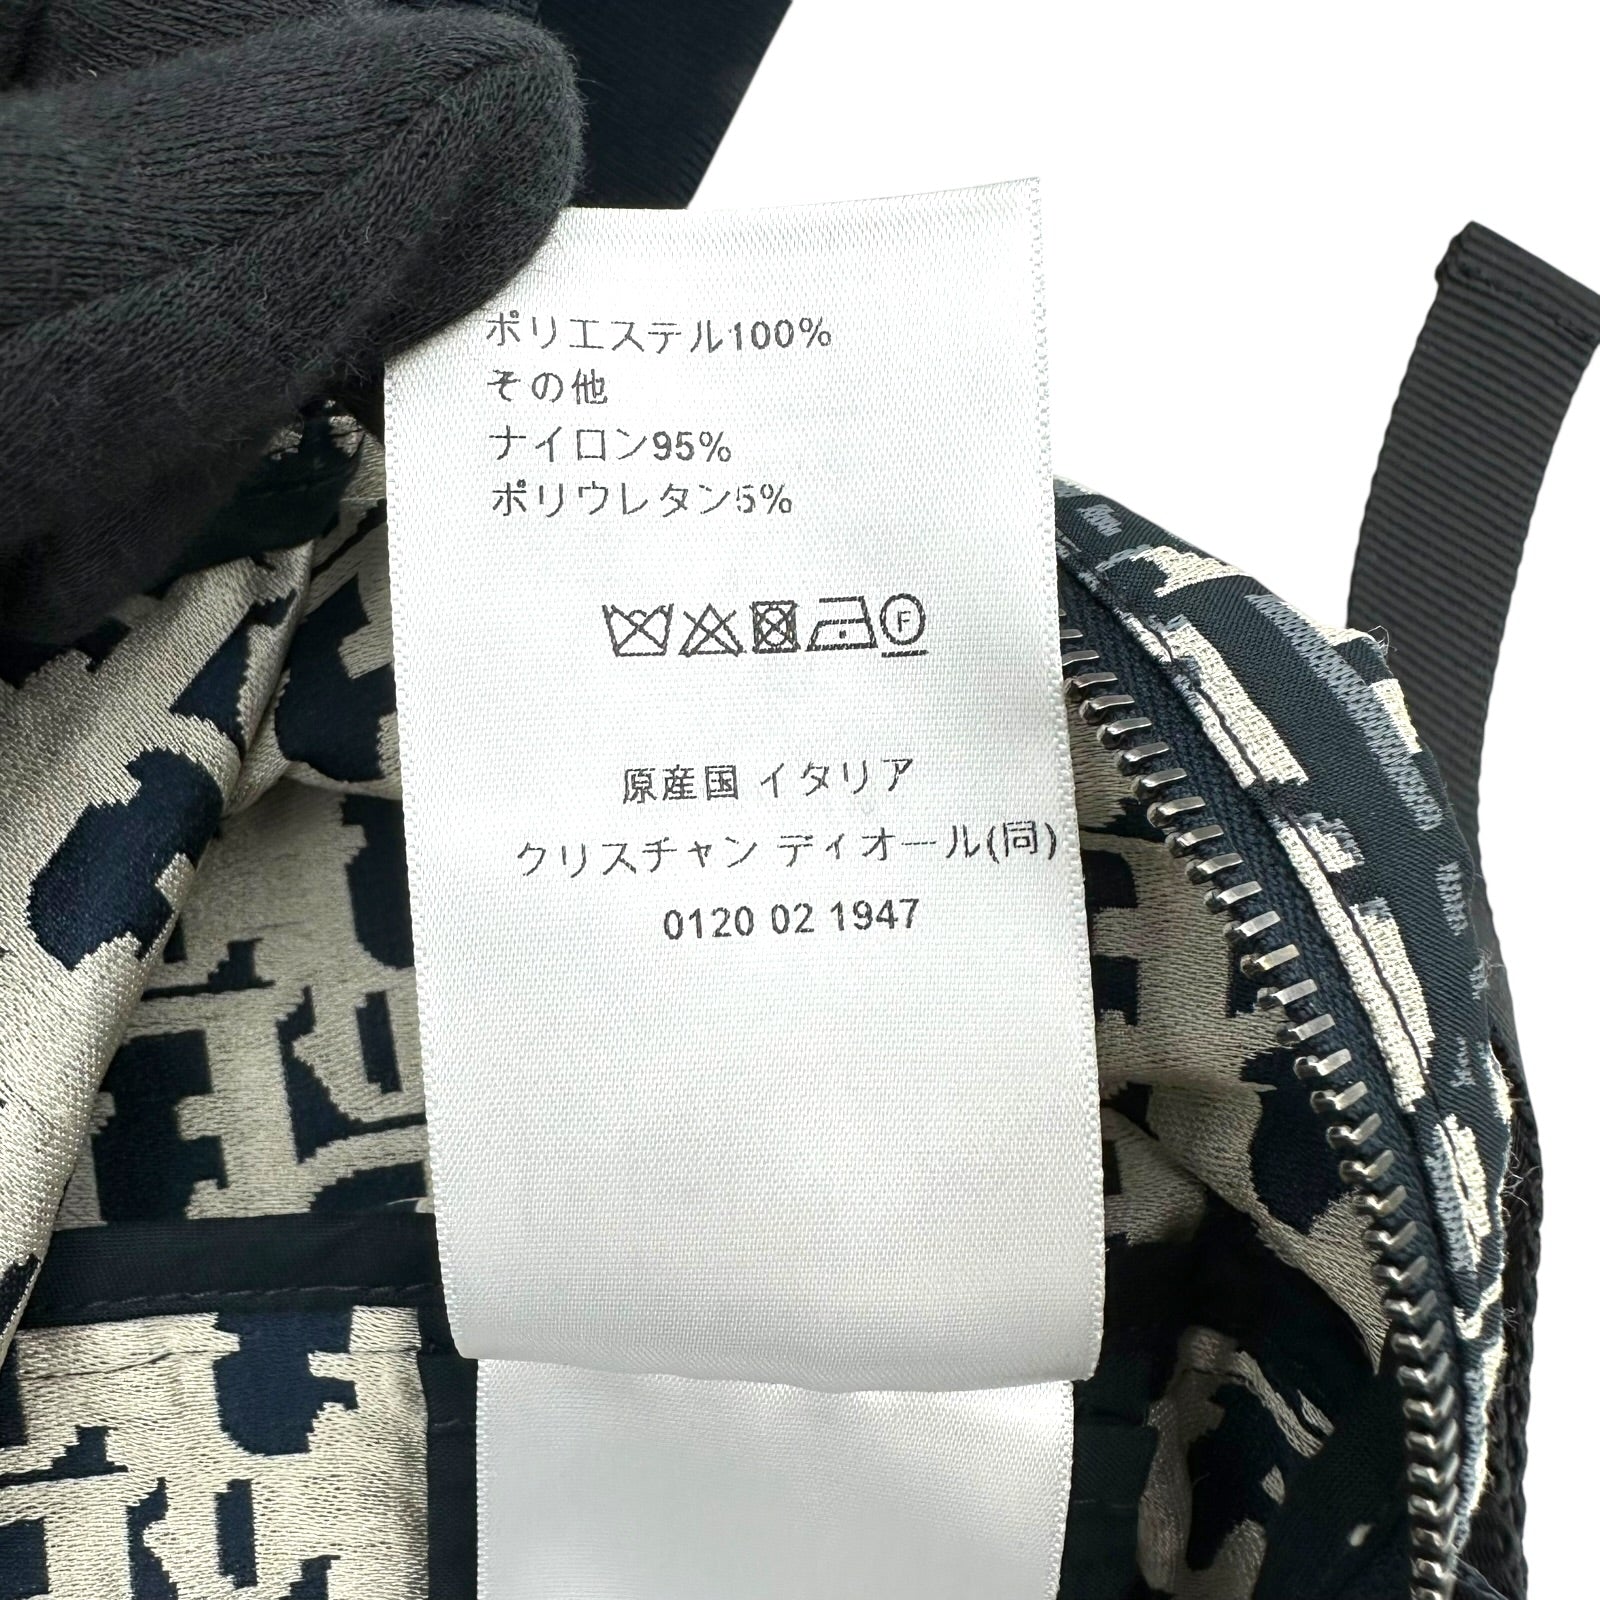 ポリエステル100%
その他
ナイロン95%
ポリウレタン5%
F
原産国 イタリア
クリスチャン ディオール(同)
0120 02 1947